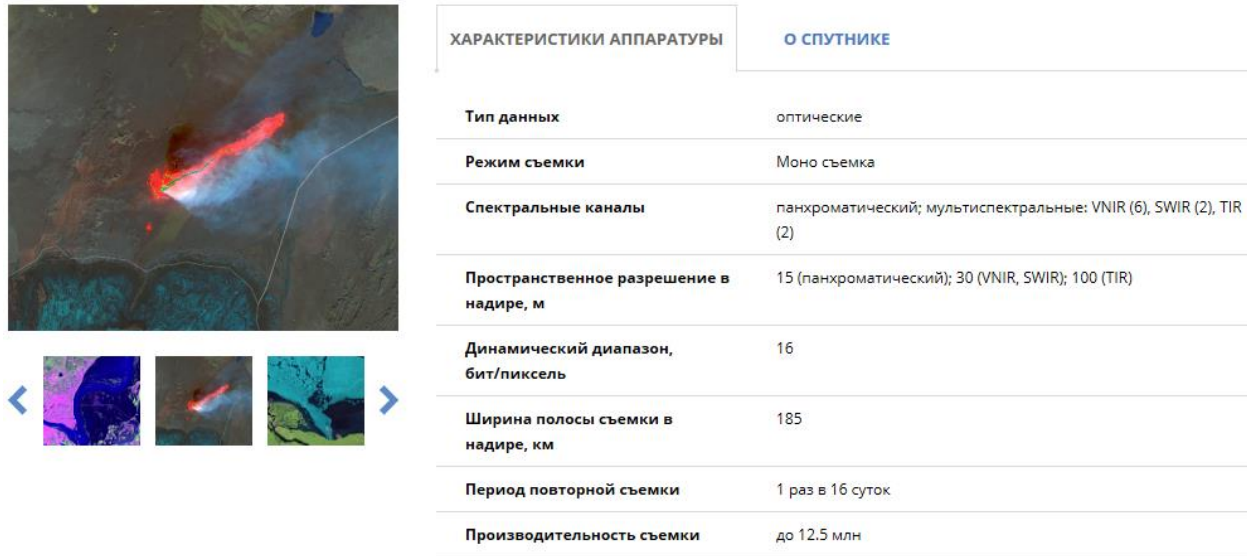 ХАРАКТЕРИСТИКИ АППАРАТУРЫ
О СПУТНИКЕ
Тип данных оптические
Режим съемки Моно съемка
Спектральные каналы панхроматический; мультиспектральные: VNIR (6), SWIR (2), TIR
(2)
Пространственное разрешение в 15 (панхроматический); 30 (VNIR, SWIR); 100 (TIR)
надире, м
Динамический диапазон, 16
бит/пиксель
Ширина полосы съемки в 185
надире, км
Период повторной съемки 1 раз в 16 суток
Производительность съемки до 12.5 млн